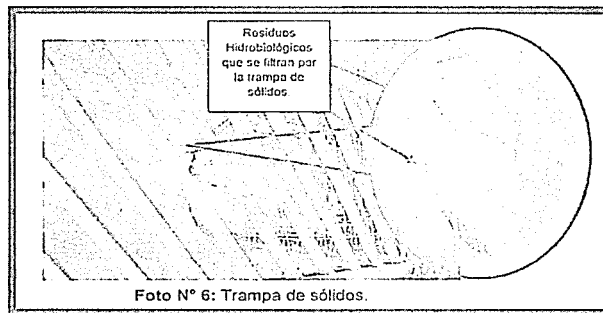 Residuos
Hidrobiológicos
que se filtran por
la trampa de
sólidos.
Foto N° 6: Trampa de sólidos.